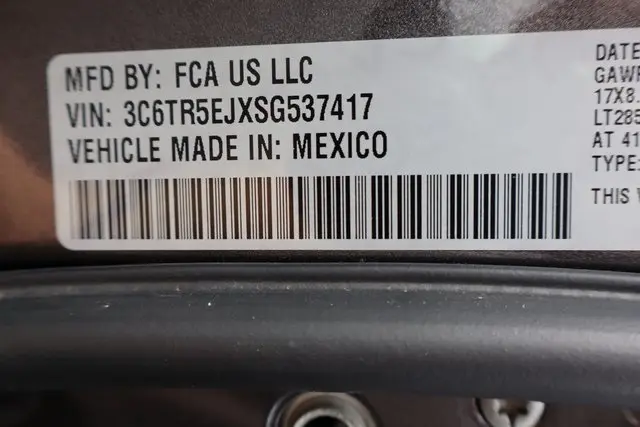 MFD BY: FCA US LLC
VIN: 3C6TR5EJXSG537417
VEHICLE MADE IN: MEXICO
DATE
GAWR
17X8.
LT285
AT 41
TYPE:
THIS